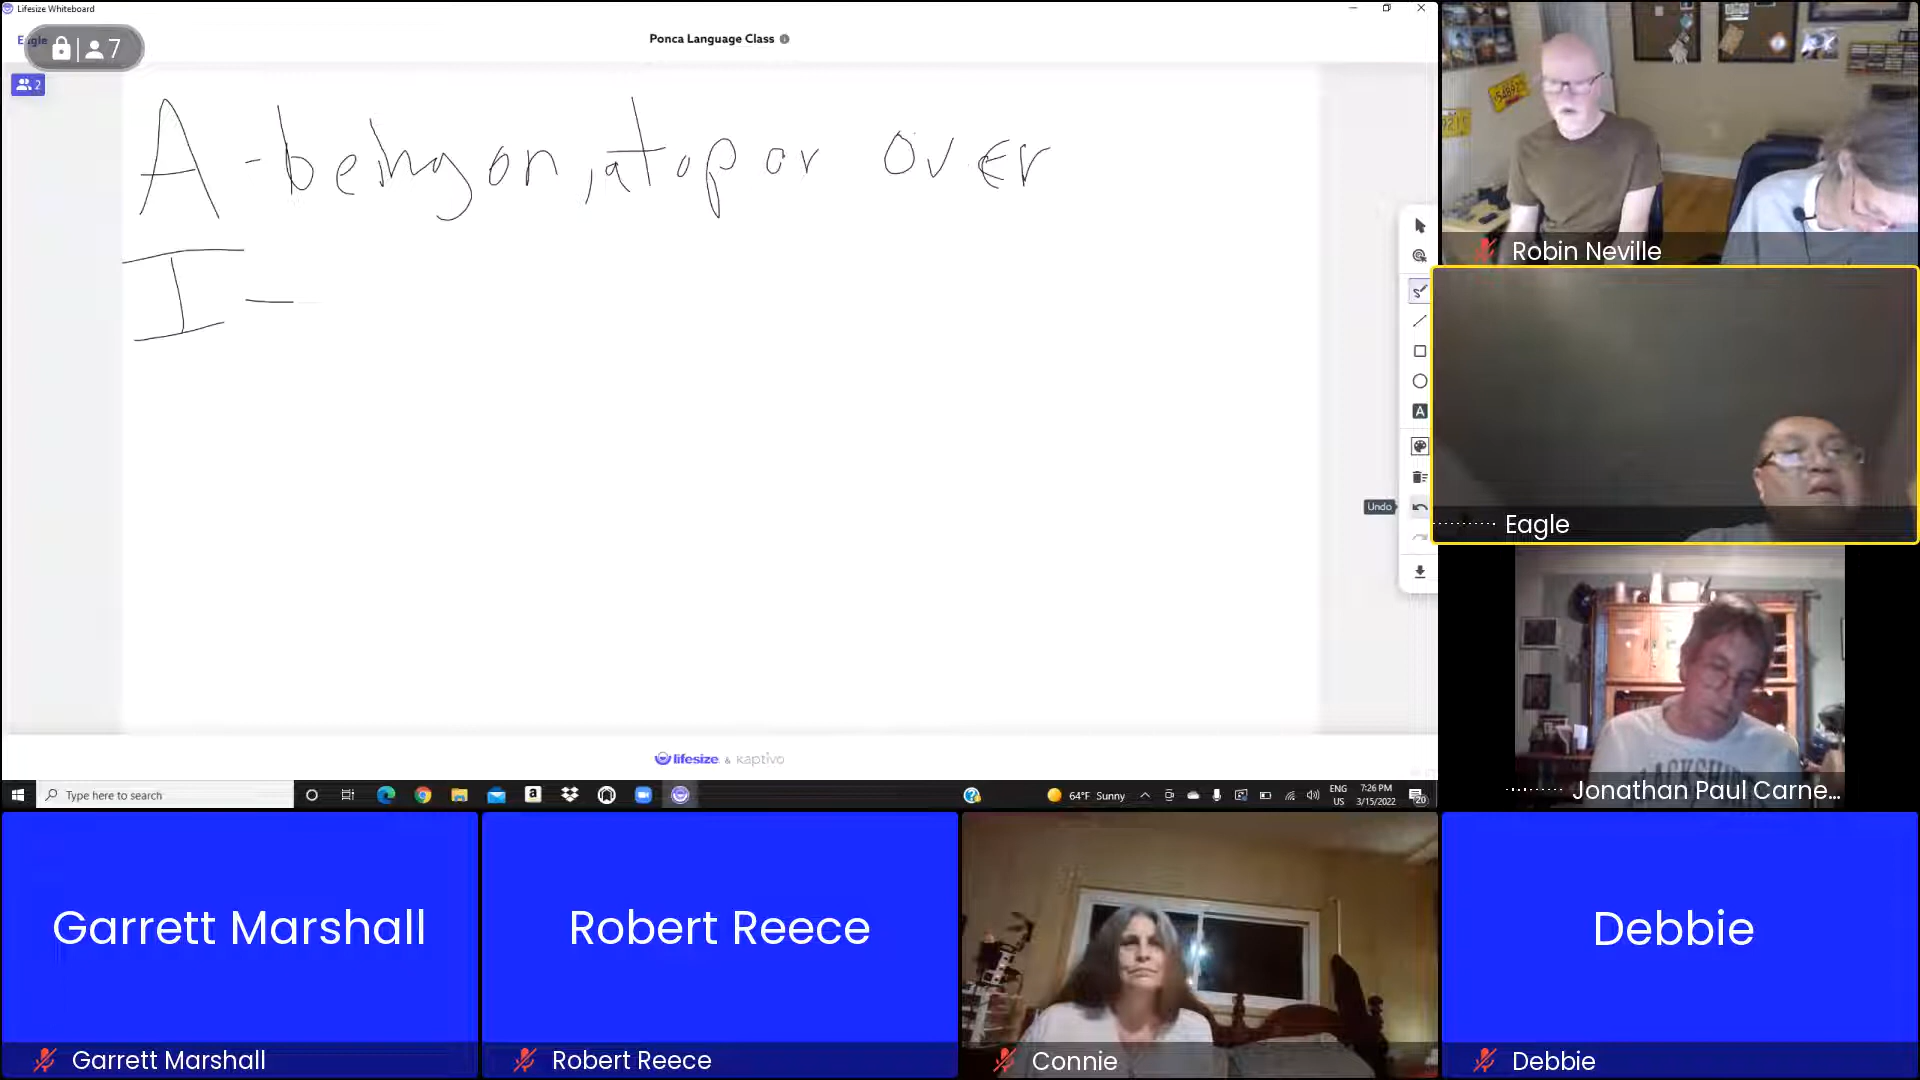 Lifesize Whiteboard
7
Ponca Language Class
2
A - being on, atop or over
I -
Undo
A
lifesize & kaptivo
Type here to search
64°F Sunny
ENG
US
7:26 PM
3/15/2022
20
Robin Neville
Eagle
Jonathan Paul Carne...
Garrett Marshall
Garrett Marshall
Robert Reece
Robert Reece
Connie
Debbie
Debbie